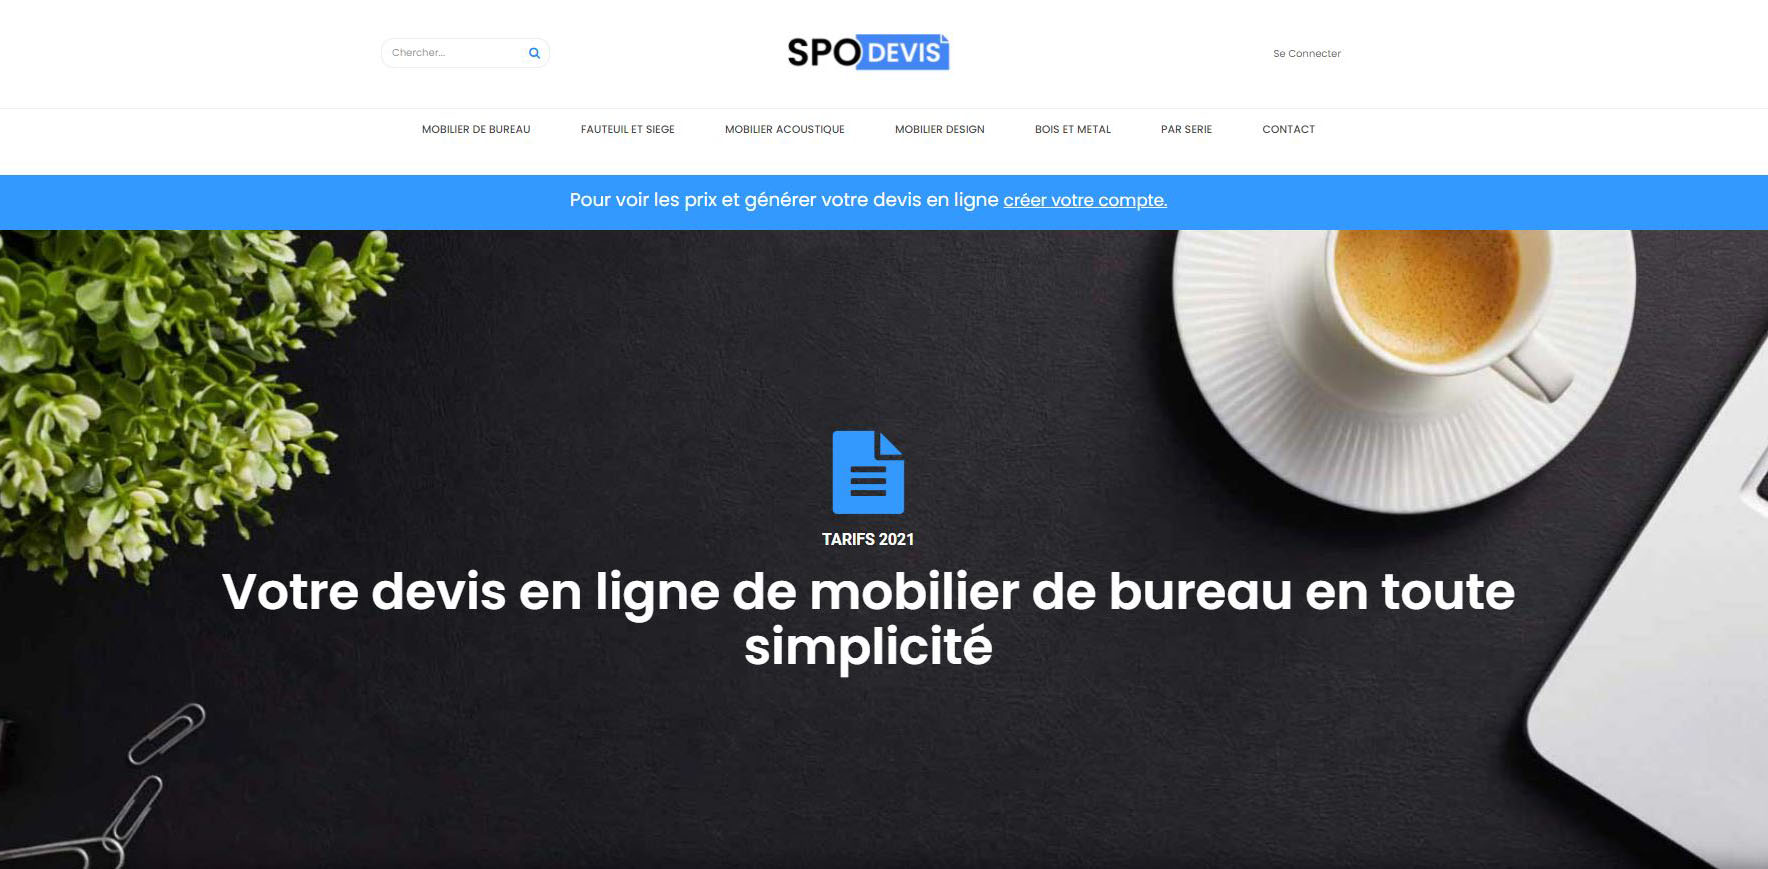 Chercher...
SPO DEVIS
Se Connecter
MOBILIER DE BUREAU
FAUTEUIL ET SIEGE
MOBILIER ACOUSTIQUE
MOBILIER DESIGN
BOIS ET METAL
PAR SERIE
CONTACT
Pour voir les prix et générer votre devis en ligne créer votre compte.
TARIFS 2021
Votre devis en ligne de mobilier de bureau en toute
simplicité